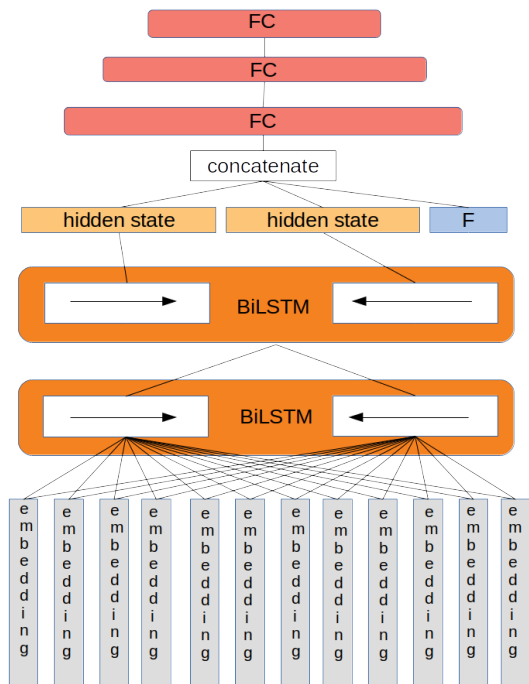 FC
FC
FC
concatenate
hidden state hidden state F
BiLSTM
BiLSTM
embedding embedding embedding embedding embedding embedding embedding embedding embedding embedding embedding embedding